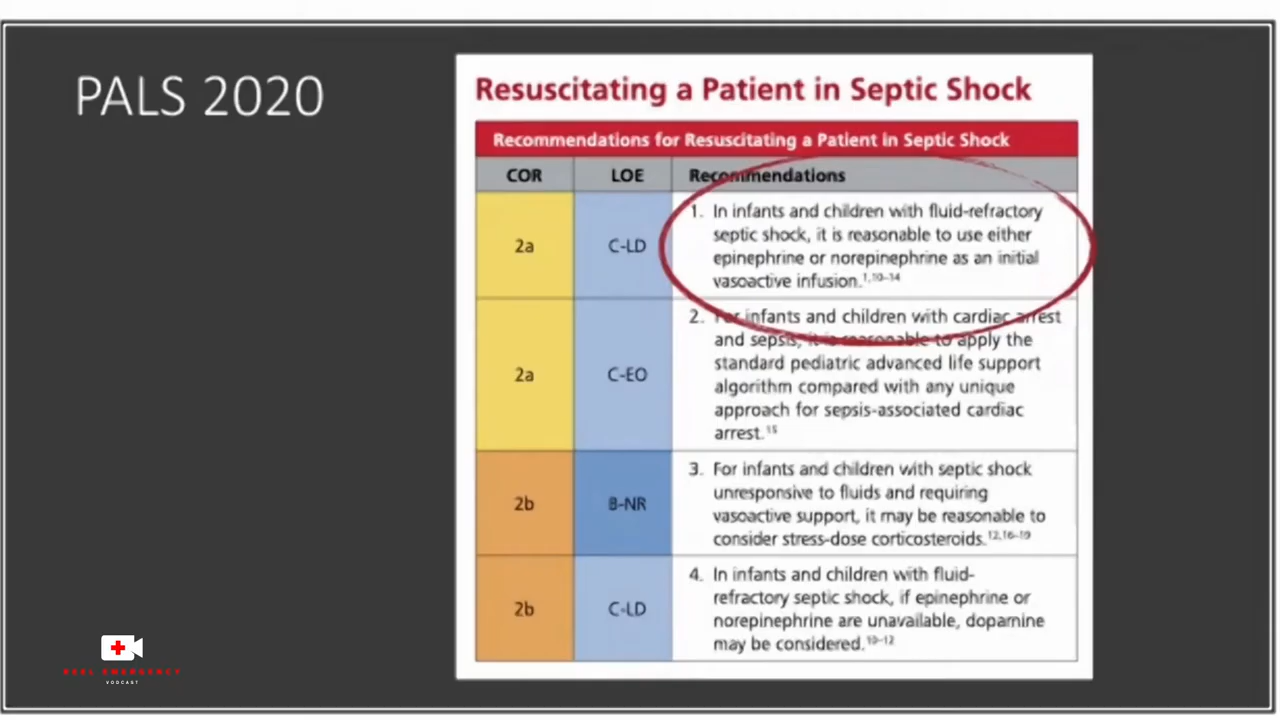 PALS 2020
Resuscitating a Patient in Septic Shock
Recommendations for Resuscitating a Patient in Septic Shock
COR LOE Recommendations
2a C-LD
1. In infants and children with fluid-refractory
septic shock, it is reasonable to use either
epinephrine or norepinephrine as an initial
vasoactive infusion.1,10–14
2a C-EO
2. For infants and children with cardiac arrest
and sepsis, it is reasonable to apply the
standard pediatric advanced life support
algorithm compared with any unique
approach for sepsis-associated cardiac
arrest.15
2b B-NR
3. For infants and children with septic shock
unresponsive to fluids and requiring
vasoactive support, it may be reasonable to
consider stress-dose corticosteroids.12,16–19
2b C-LD
4. In infants and children with fluid-
refractory septic shock, if epinephrine or
norepinephrine are unavailable, dopamine
may be considered.10–12
REEL EMERGENCY
VODCAST